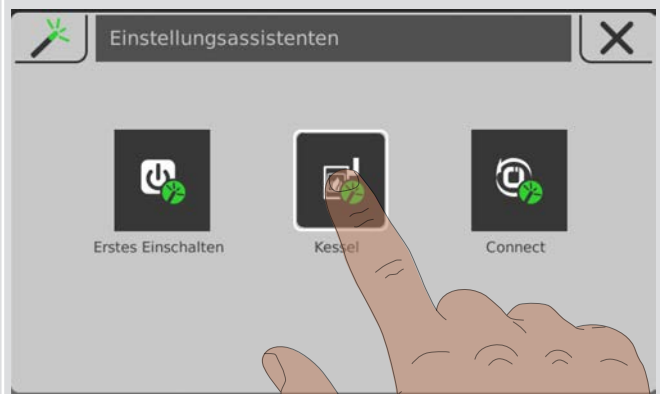 Einstellungsassistenten
Erstes Einschalten
Kessel
Connect